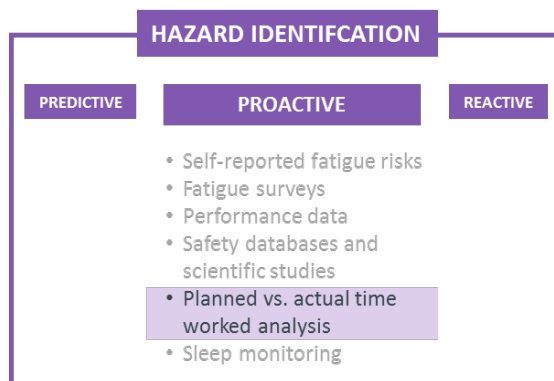 HAZARD IDENTIFCATION
PREDICTIVE
PROACTIVE
REACTIVE
• Self-reported fatigue risks
• Fatigue surveys
• Performance data
• Safety databases and
scientific studies
• Planned vs. actual time
worked analysis
• Sleep monitoring